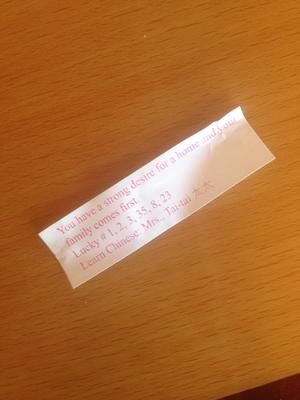 You have a strong desire for a home and your
family comes first.
Lucky # 1, 2, 3, 35, 8, 23
Learn Chinese: Mrs., Tai-tai 太太